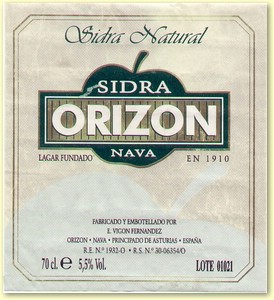 Sidra Natural
SIDRA
ORIZON
NAVA
LAGAR FUNDADO EN 1910
FABRICADO Y EMBOTELLADO POR
E. VIGON FERNANDEZ
ORIZON • NAVA • PRINCIPADO DE ASTURIAS • ESPAÑA
R.E. N.º 1932-O • R.S. N.º 30-06354/O
70 cl. e 5,5% Vol. LOTE 01021